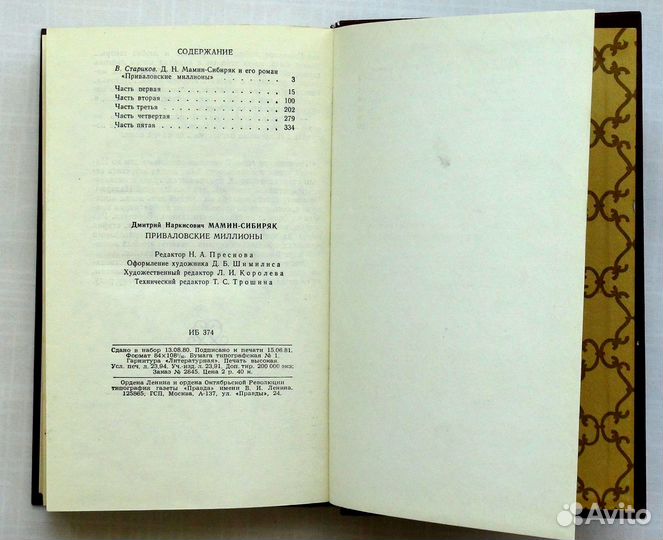 СОДЕРЖАНИЕ
В. Стариков. Д. Н. Мамин-Сибиряк и его роман
«Приваловские миллионы» . . . . . . . . 3
Часть первая . . . . . . . . . . . . . 15
Часть вторая . . . . . . . . . . . . . 100
Часть третья . . . . . . . . . . . . . 202
Часть четвертая . . . . . . . . . . . . 279
Часть пятая . . . . . . . . . . . . . 334
Дмитрий Наркисович МАМИН-СИБИРЯК
ПРИВАЛОВСКИЕ МИЛЛИОНЫ
Редактор Н. А. Преснова
Оформление художника Д. Б. Шимилиса
Художественный редактор Л. И. Королева
Технический редактор Т. С. Трошина
ИБ 374
Сдано в набор 13.08.80. Подписано к печати 15.06.81.
Формат 84×108¹/₃₂. Бумага типографская № 1.
Гарнитура «Литературная». Печать высокая.
Усл. печ. л. 23,94. Уч.-изд. л. 23,91. Доп. тир. 200 000 экз.
Заказ № 2645. Цена 2 р. 40 к.
Ордена Ленина и ордена Октябрьской Революции
типография газеты «Правда» имени В. И. Ленина.
125865, ГСП, Москва, А-137, ул. «Правды», 24.
Avito